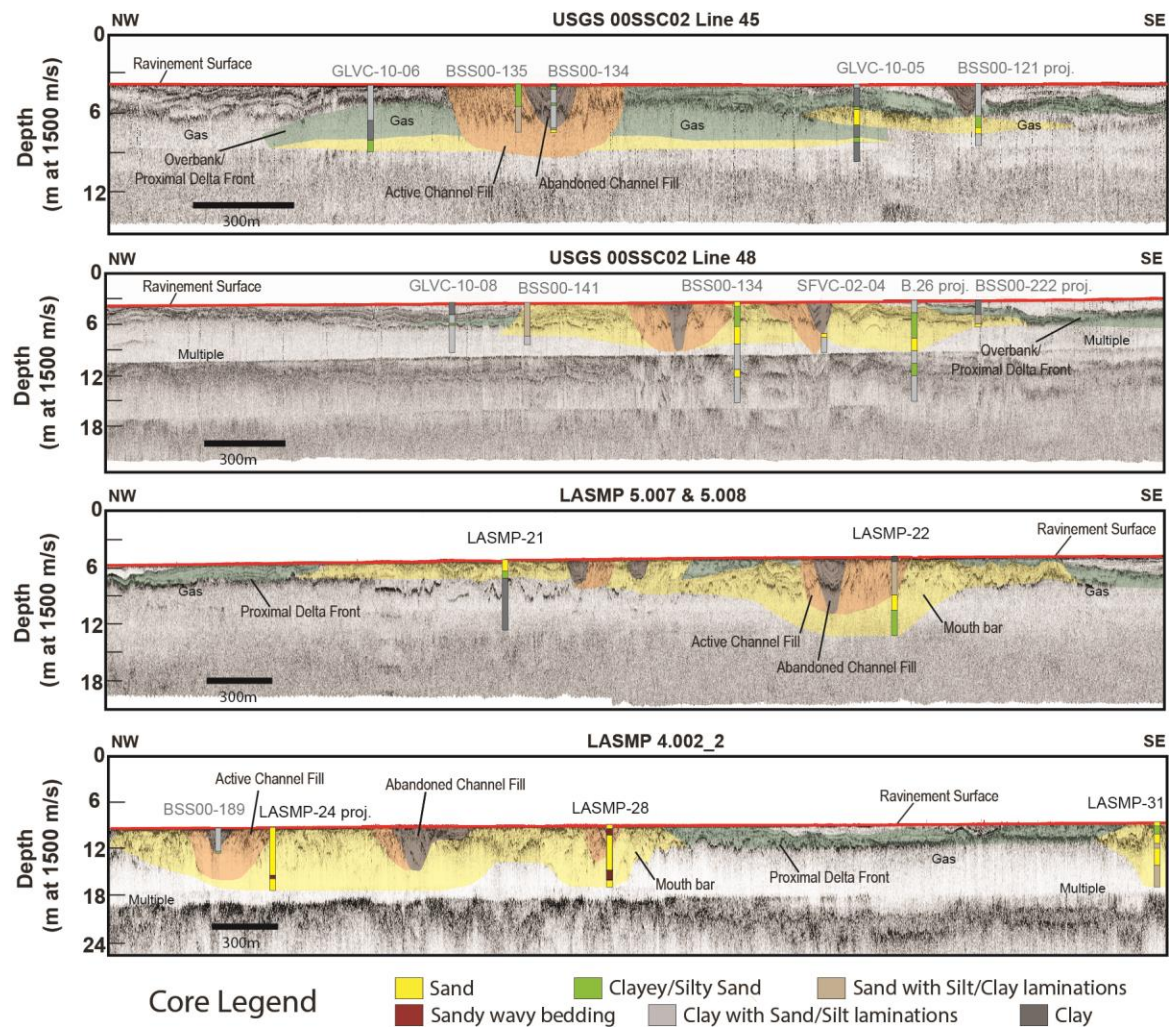 USGS 00SSC02 Line 45
NW
SE
0
6
12
Depth
(m at 1500 m/s)
Ravinement Surface
GLVC-10-06
BSS00-135
BSS00-134
GLVC-10-05
BSS00-121 proj.
Gas
Gas
Gas
Gas
Overbank/
Proximal Delta Front
Active Channel Fill
Abandoned Channel Fill
300m
USGS 00SSC02 Line 48
NW
SE
0
6
12
18
Depth
(m at 1500 m/s)
Ravinement Surface
GLVC-10-08
BSS00-141
BSS00-134
SFVC-02-04
B.26 proj.
BSS00-222 proj.
Multiple
Multiple
Overbank/
Proximal Delta Front
300m
LASMP 5.007 & 5.008
NW
SE
0
6
12
18
Depth
(m at 1500 m/s)
LASMP-21
LASMP-22
Ravinement Surface
Gas
Gas
Proximal Delta Front
Active Channel Fill
Abandoned Channel Fill
Mouth bar
300m
LASMP 4.002_2
NW
SE
0
6
12
18
24
Depth
(m at 1500 m/s)
Active Channel Fill
Abandoned Channel Fill
BSS00-189
LASMP-24 proj.
LASMP-28
Ravinement Surface
LASMP-31
Gas
Proximal Delta Front
Mouth bar
Multiple
Multiple
300m
Core Legend
Sand
Clayey/Silty Sand
Sand with Silt/Clay laminations
Sandy wavy bedding
Clay with Sand/Silt laminations
Clay